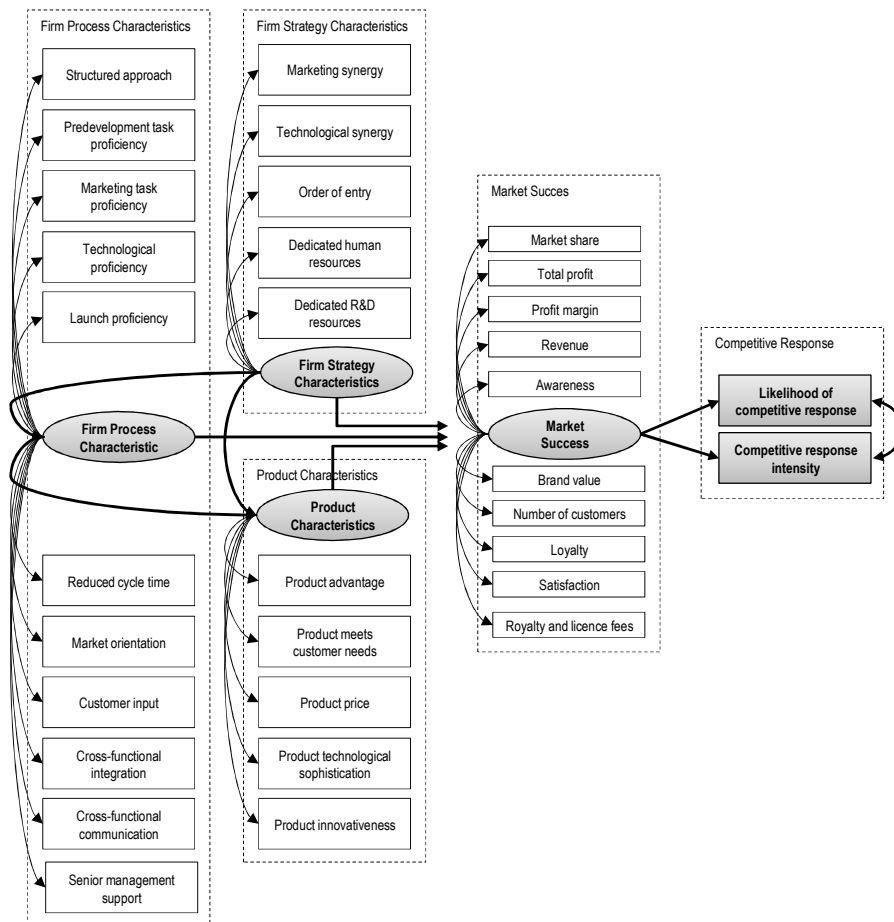 Firm Process Characteristics
Structured approach
Predevelopment task
proficiency
Marketing task
proficiency
Technological
proficiency
Launch proficiency
Firm Process
Characteristic
Reduced cycle time
Market orientation
Customer input
Cross-functional
integration
Cross-functional
communication
Senior management
support
Firm Strategy Characteristics
Marketing synergy
Technological synergy
Order of entry
Dedicated human
resources
Dedicated R&D
resources
Firm Strategy
Characteristics
Product Characteristics
Product
Characteristics
Product advantage
Product meets
customer needs
Product price
Product technological
sophistication
Product innovativeness
Market Succes
Market share
Total profit
Profit margin
Revenue
Awareness
Market
Success
Brand value
Number of customers
Loyalty
Satisfaction
Royalty and licence fees
Competitive Response
Likelihood of
competitive response
Competitive response
intensity